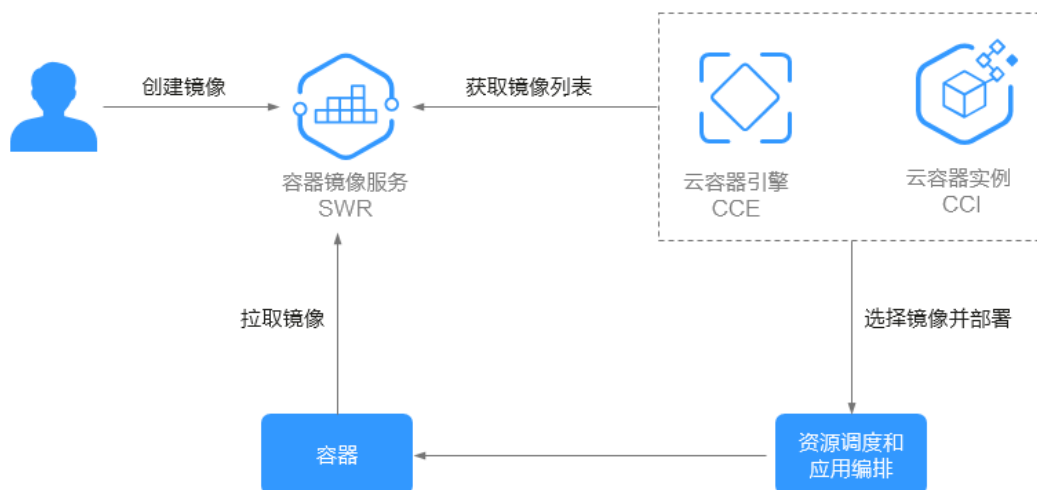 创建镜像
获取镜像列表
容器镜像服务
SWR
云容器引擎
CCE
云容器实例
CCI
拉取镜像
选择镜像并部署
容器
资源调度和
应用编排